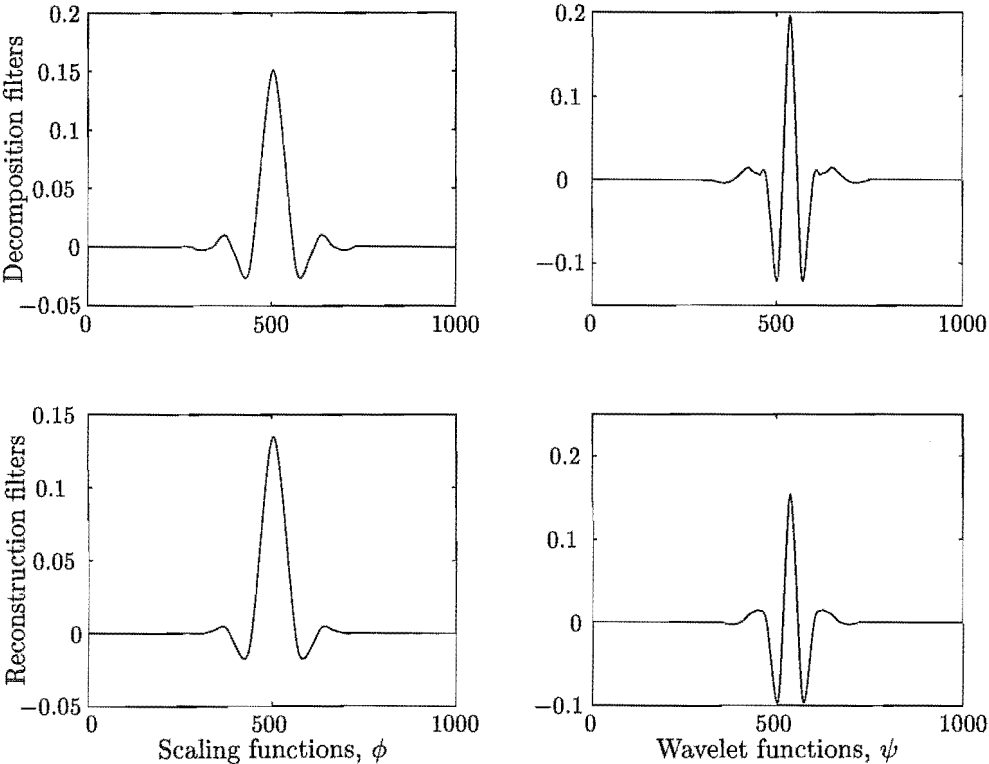 Decomposition filters
0.2
0.15
0.1
0.05
0
−0.05
0 500 1000
0.2
0.1
0
−0.1
0 500 1000
Reconstruction filters
0.15
0.1
0.05
0
−0.05
0 500 1000
Scaling functions, ϕ
0.2
0.1
0
−0.1
0 500 1000
Wavelet functions, ψ